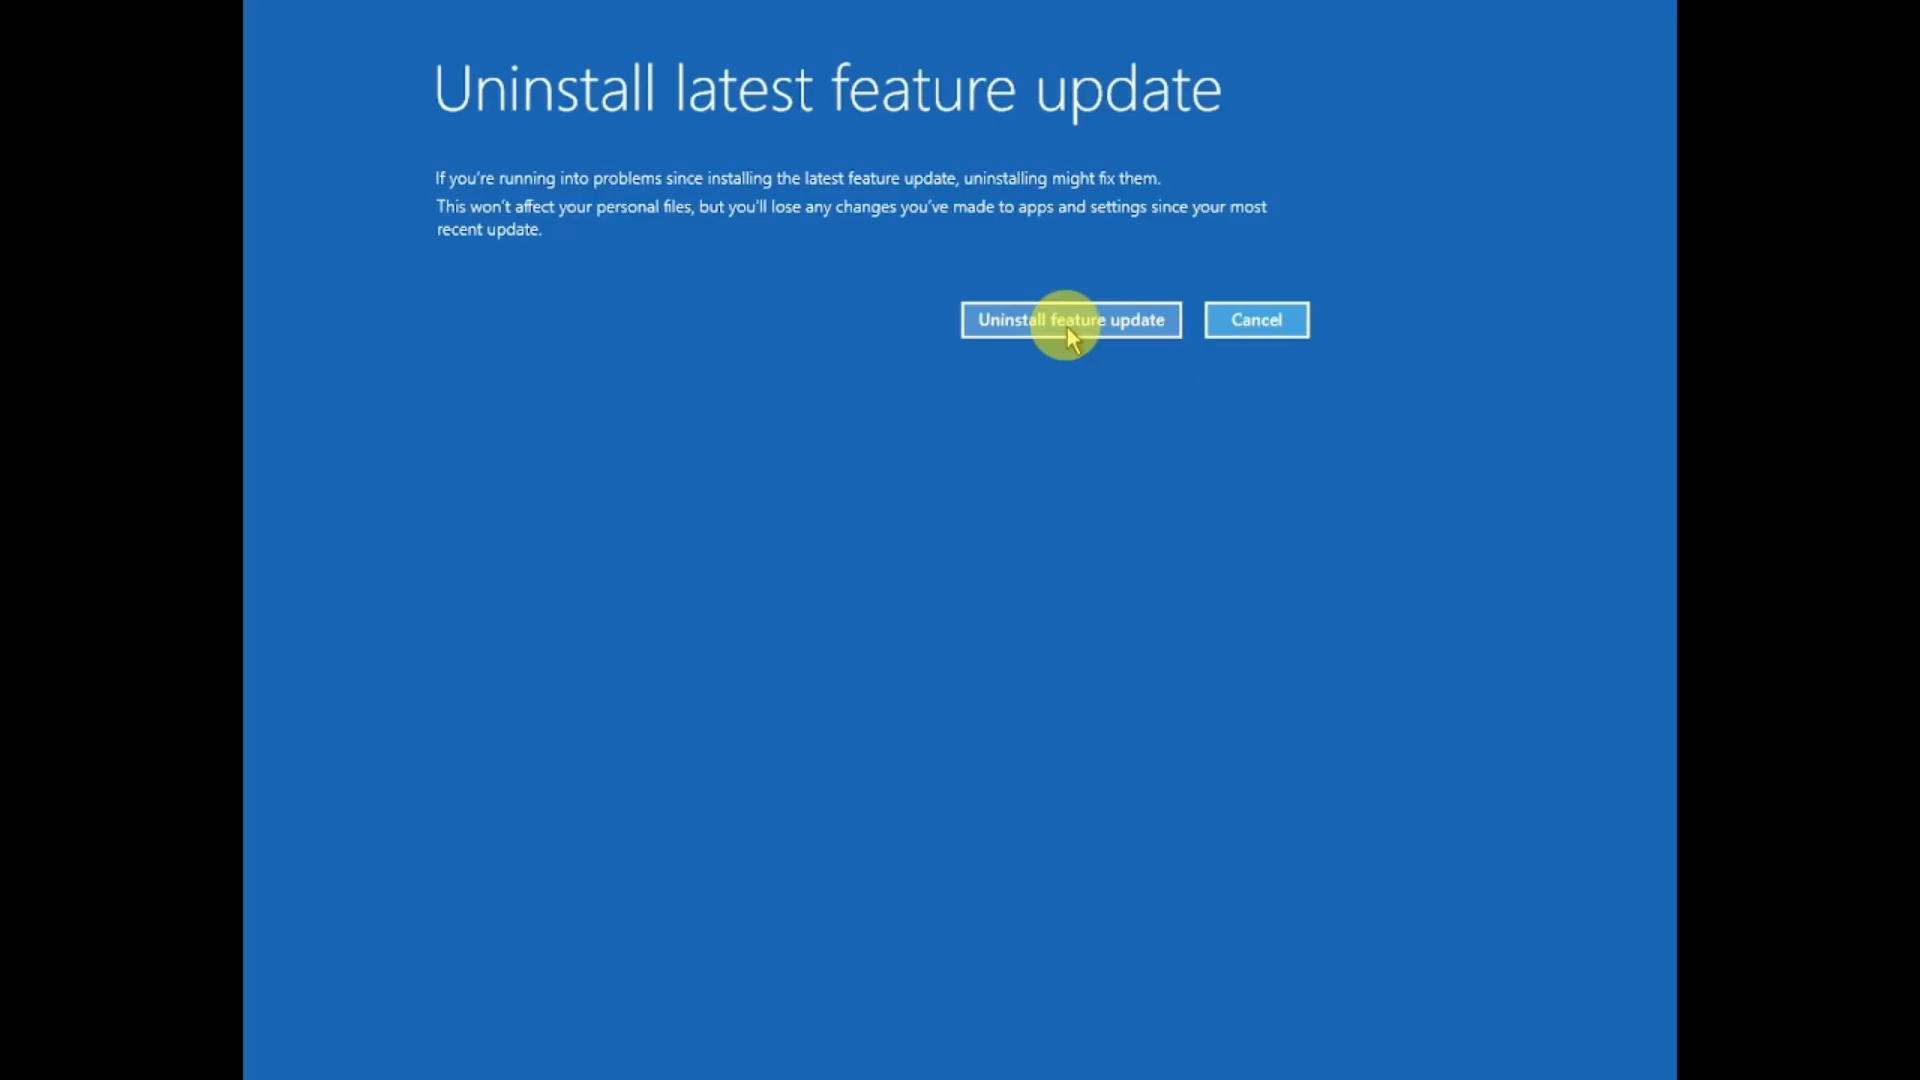 Uninstall latest feature update
If you're running into problems since installing the latest feature update, uninstalling might fix them.
This won't affect your personal files, but you'll lose any changes you've made to apps and settings since your most
recent update.
Uninstall feature update
Cancel